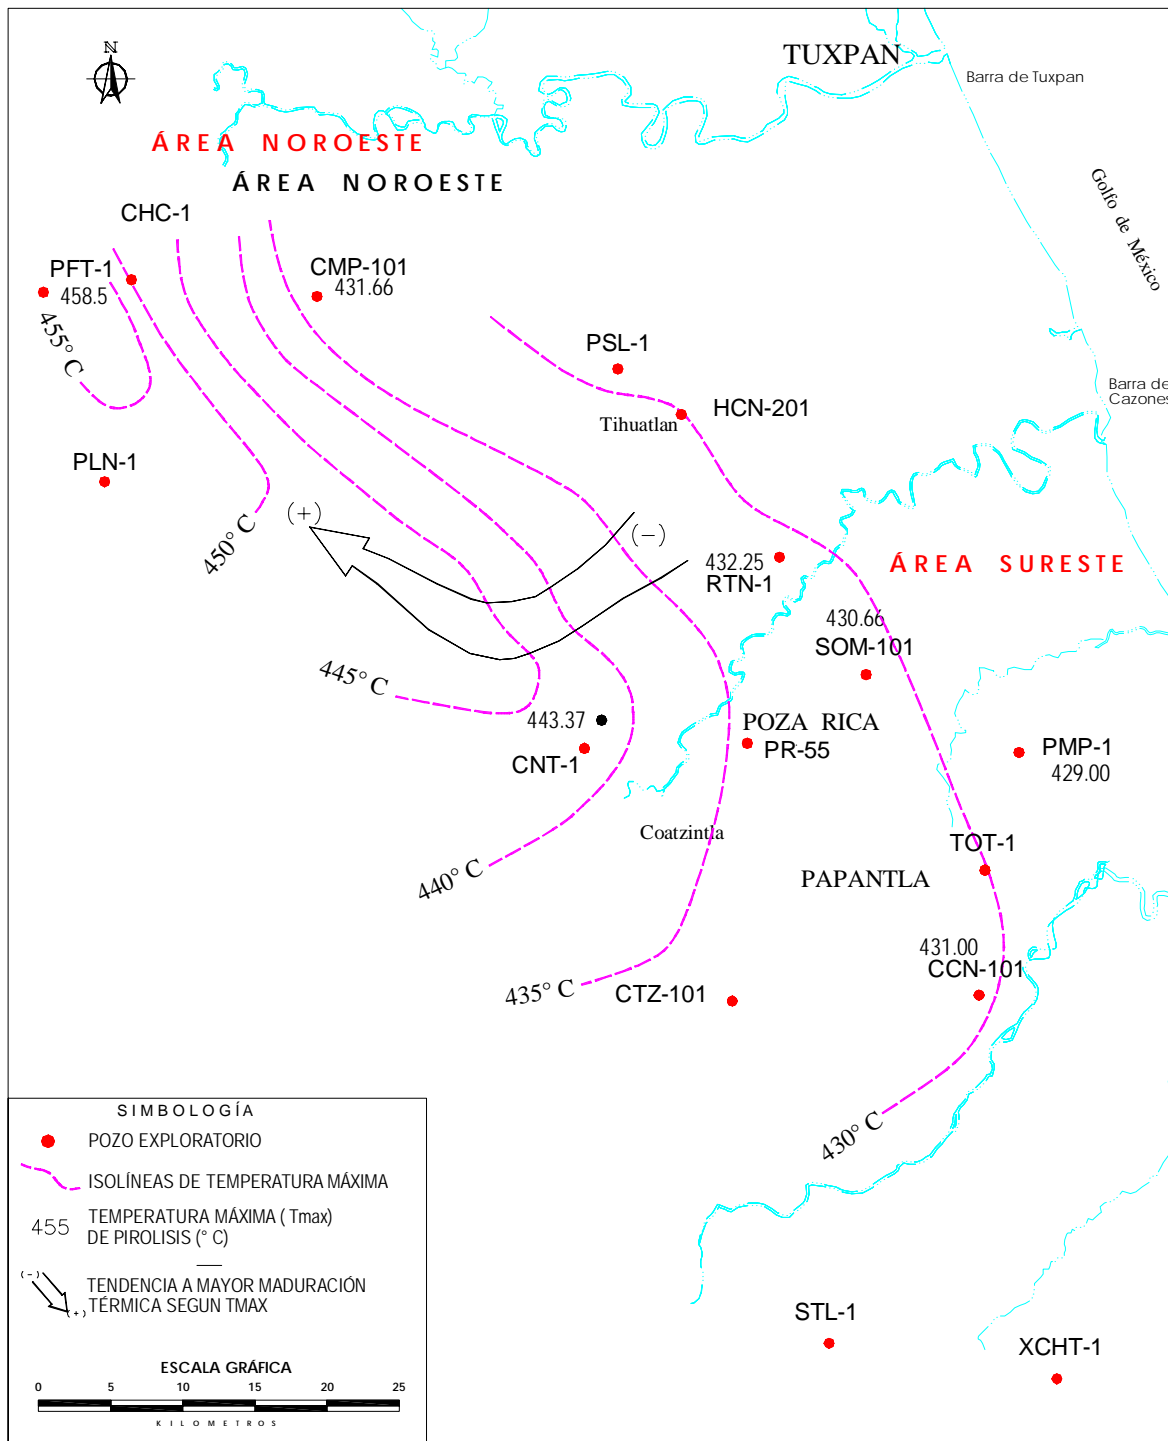 N
TUXPAN
Barra de Tuxpan
ÁREA NOROESTE
ÁREA NOROESTE
Golfo de México
CHC-1
PFT-1
458.5
CMP-101
431.66
455° C
PSL-1
HCN-201
Tihuatlan
Barra de
Cazones
PLN-1
450° C
(+)
(−)
432.25
RTN-1
ÁREA SURESTE
430.66
SOM-101
445° C
443.37
CNT-1
POZA RICA
PR-55
PMP-1
429.00
Coatzintla
TOT-1
440° C
PAPANTLA
431.00
CCN-101
435° C
CTZ-101
430° C
STL-1
XCHT-1
SIMBOLOGÍA
POZO EXPLORATORIO
ISOLÍNEAS DE TEMPERATURA MÁXIMA
455
TEMPERATURA MÁXIMA ( Tmax)
DE PIROLISIS (° C)
(-)
(+)
TENDENCIA A MAYOR MADURACIÓN
TÉRMICA SEGUN TMAX
ESCALA GRÁFICA
0 5 10 15 20 25
KILOMETROS